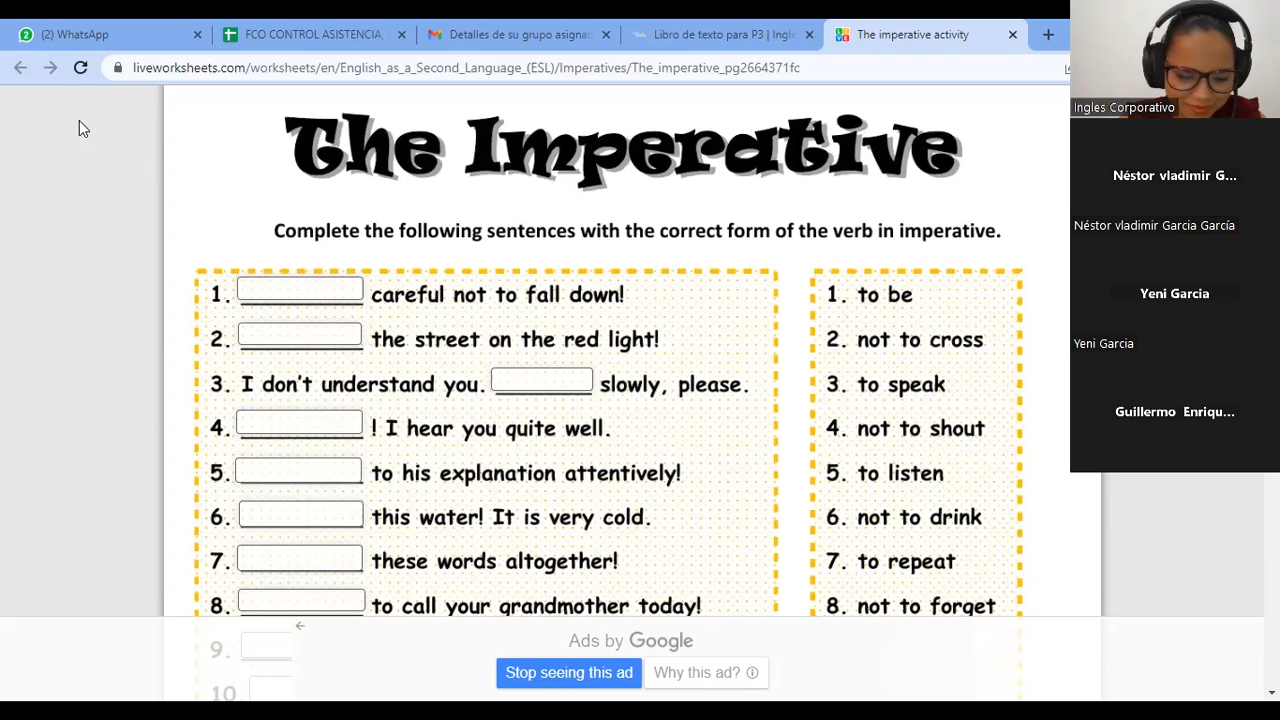 (2) WhatsApp
FCO CONTROL ASISTENCIA,
Detalles de su grupo asignad
Libro de texto para P3 | Ingl
The imperative activity
liveworksheets.com/worksheets/en/English_as_a_Second_Language_(ESL)/Imperatives/The_imperative_pg2664371fc
Ingles Corporativo
The Imperative
Néstor vladimir G...
Néstor vladimir Garcia García
Complete the following sentences with the correct form of the verb in imperative.
Yeni Garcia
Yeni Garcia
Guillermo Enriqu...
1. careful not to fall down!
2. the street on the red light!
3. I don't understand you. slowly, please.
4. ! I hear you quite well.
5. to his explanation attentively!
6. this water! It is very cold.
7. these words altogether!
8. to call your grandmother today!
9.
10
1. to be
2. not to cross
3. to speak
4. not to shout
5. to listen
6. not to drink
7. to repeat
8. not to forget
Ads by Google
Stop seeing this ad
Why this ad?